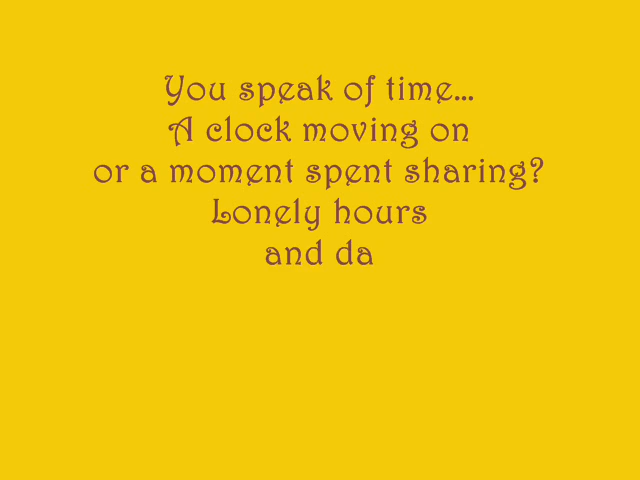 You speak of time...
A clock moving on
or a moment spent sharing?
Lonely hours
and da